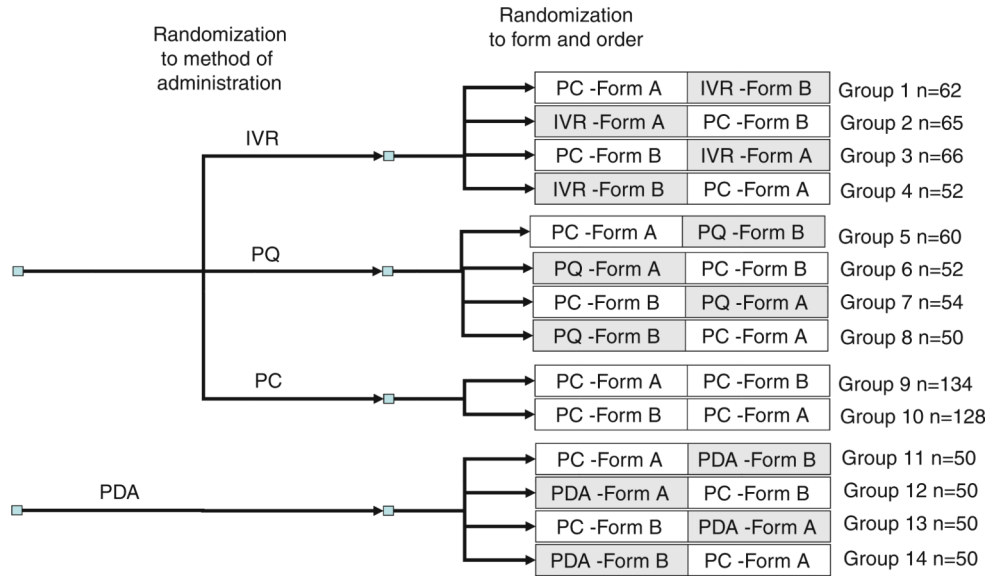 Randomization
to method of
administration
Randomization
to form and order
IVR
PC -Form A IVR -Form B Group 1 n=62
IVR -Form A PC -Form B Group 2 n=65
PC -Form B IVR -Form A Group 3 n=66
IVR -Form B PC -Form A Group 4 n=52
PQ
PC -Form A PQ -Form B Group 5 n=60
PQ -Form A PC -Form B Group 6 n=52
PC -Form B PQ -Form A Group 7 n=54
PQ -Form B PC -Form A Group 8 n=50
PC
PC -Form A PC -Form B Group 9 n=134
PC -Form B PC -Form A Group 10 n=128
PDA
PC -Form A PDA -Form B Group 11 n=50
PDA -Form A PC -Form B Group 12 n=50
PC -Form B PDA -Form A Group 13 n=50
PDA -Form B PC -Form A Group 14 n=50